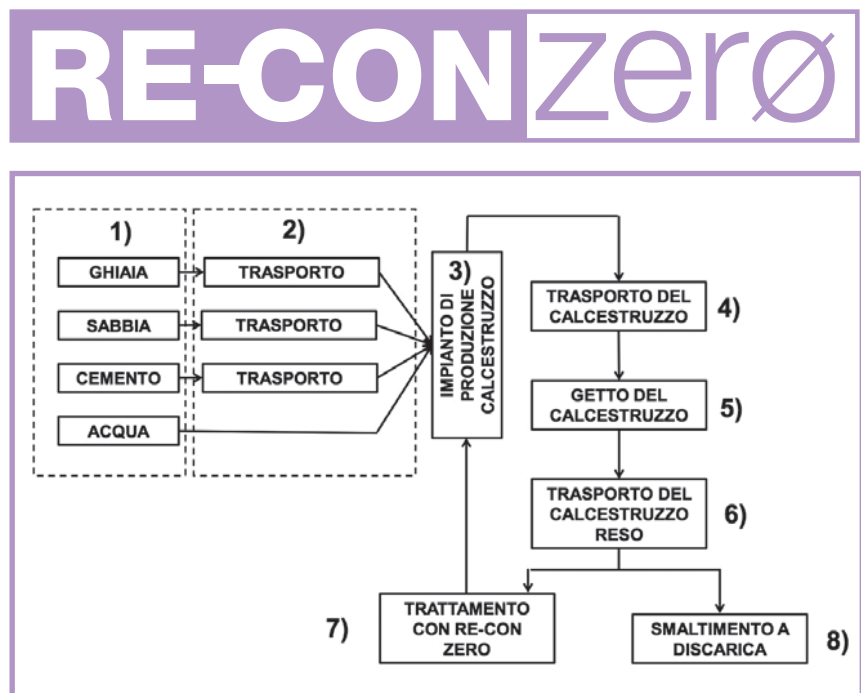 RE-CON zerø
1)
2)
GHIAIA
TRASPORTO
SABBIA
TRASPORTO
CEMENTO
TRASPORTO
ACQUA
3)
IMPIANTO DI
PRODUZIONE
CALCESTRUZZO
TRASPORTO DEL
CALCESTRUZZO
4)
GETTO DEL
CALCESTRUZZO
5)
TRASPORTO DEL
CALCESTRUZZO
RESO
6)
7)
TRATTAMENTO
CON RE-CON
ZERO
SMALTIMENTO A
DISCARICA
8)